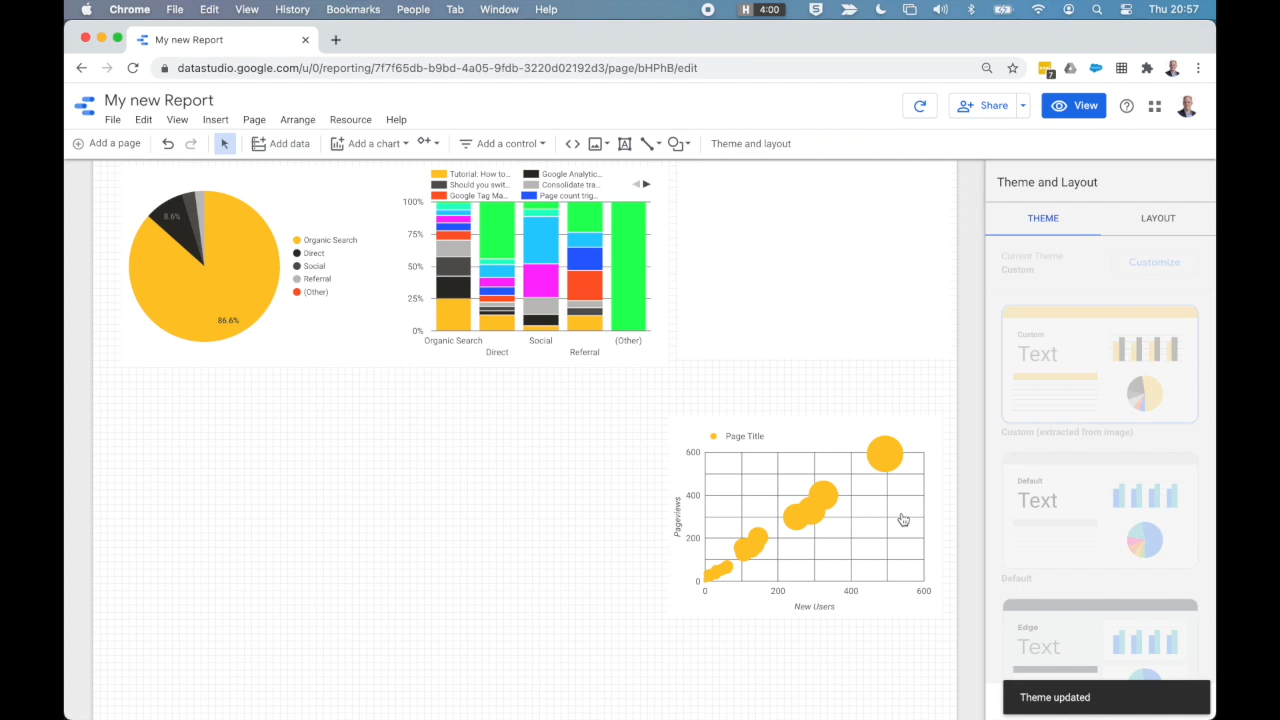 Chrome File Edit View History Bookmarks People Tab Window Help H 4:00 Thu 20:57
My new Report
datastudio.google.com/u/0/reporting/7f7f65db-b9bd-4a05-9fdb-3220d02192d3/page/bHPhB/edit
7
My new Report
File Edit View Insert Page Arrange Resource Help
Share View
Add a page Add data Add a chart Add a control Theme and layout
Organic Search
Direct
Social
Referral
(Other)
8.6%
86.6%
Tutorial: How to... Google Analytic...
Should you swit... Consolidate tra...
Google Tag Ma... Page count trig...
100%
75%
50%
25%
0%
Organic Search Social (Other)
Direct Referral
Page Title
600
400
200
0
Pageviews
0 200 400 600
New Users
Theme and Layout
THEME LAYOUT
Current Theme
Custom
Customize
Custom
Text
Custom (extracted from image)
Default
Text
Default
Edge
Text
Theme updated